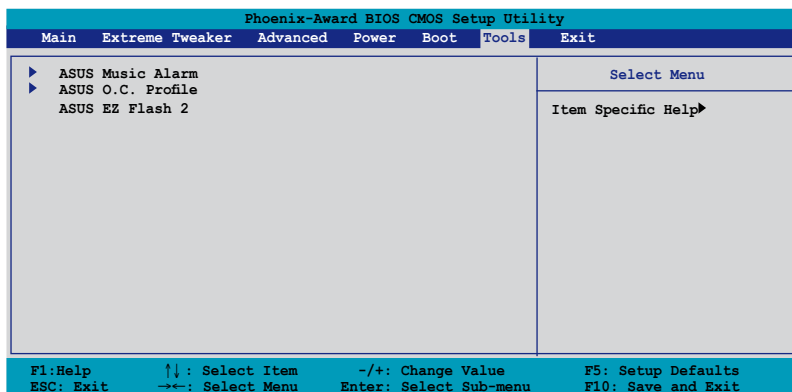 Phoenix-Award BIOS CMOS Setup Utility
Main Extreme Tweaker Advanced Power Boot Tools Exit
ASUS Music Alarm
ASUS O.C. Profile
ASUS EZ Flash 2
Select Menu
Item Specific Help
F1:Help ↑↓ : Select Item -/+: Change Value F5: Setup Defaults
ESC: Exit →←: Select Menu Enter: Select Sub-menu F10: Save and Exit